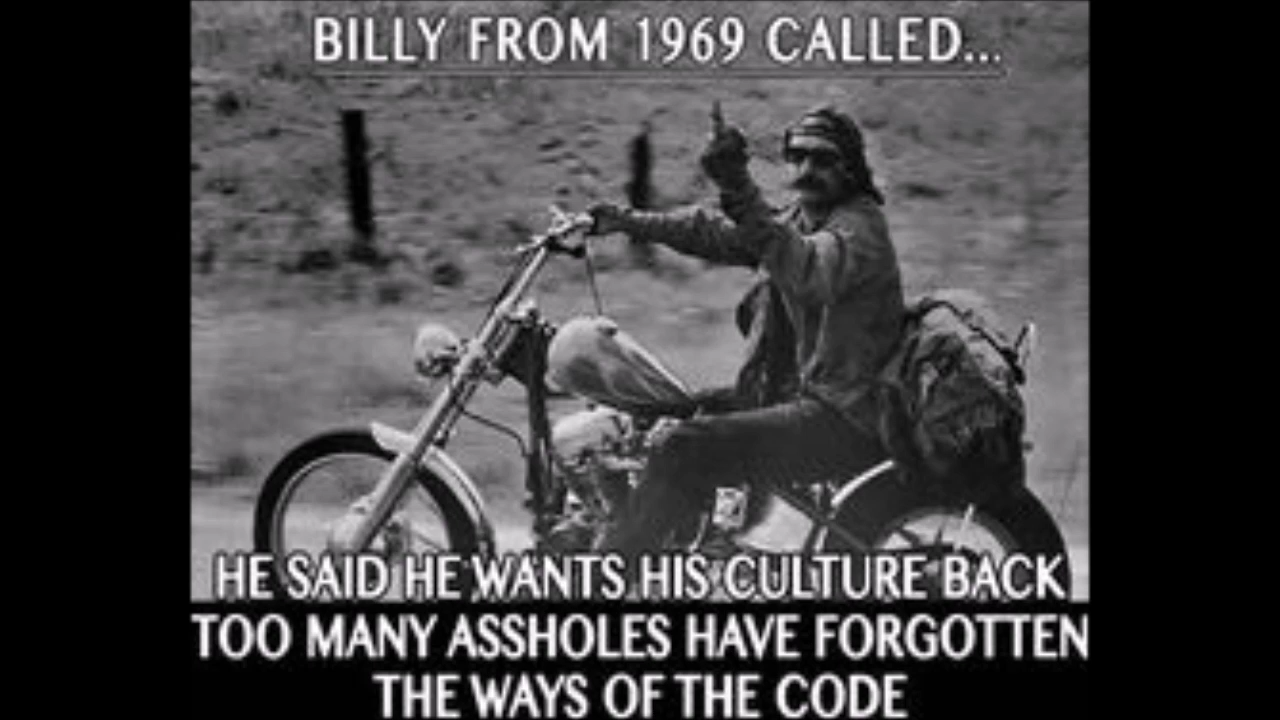 BILLY FROM 1969 CALLED...
HE SAID HE WANTS HIS CULTURE BACK
TOO MANY ASSHOLES HAVE FORGOTTEN
THE WAYS OF THE CODE